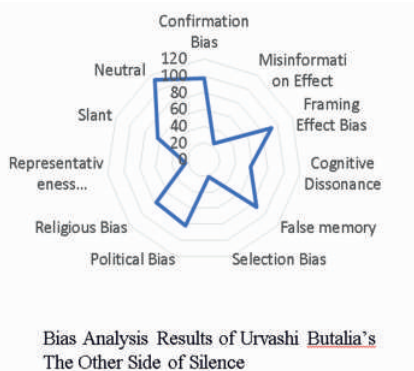 Confirmation
Bias
Misinformati
on Effect
Framing
Effect Bias
Cognitive
Dissonance
False memory
Selection Bias
Political Bias
Religious Bias
Representativ
eness...
Slant
Neutral
120
100
80
60
40
20
0
Bias Analysis Results of Urvashi Butalia's
The Other Side of Silence